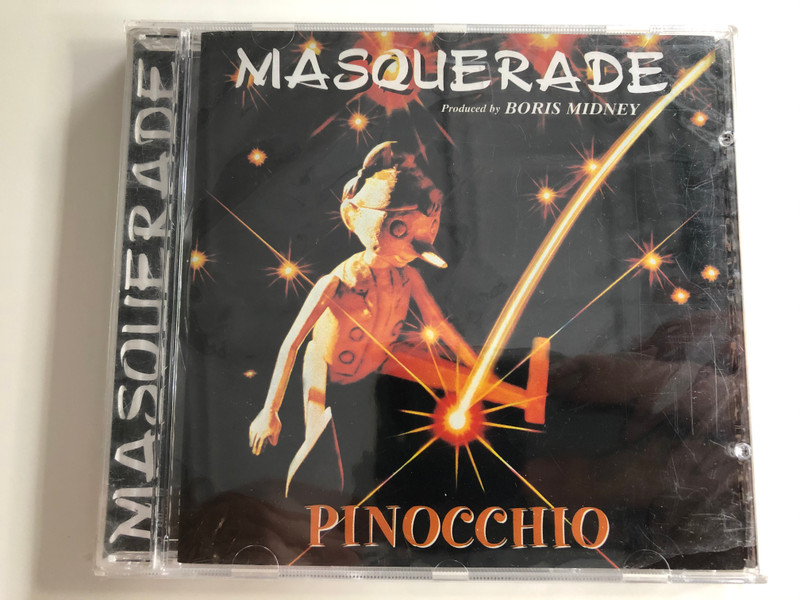 MASQUERADE
MASQUERADE
Produced by BORIS MIDNEY
PINOCCHIO